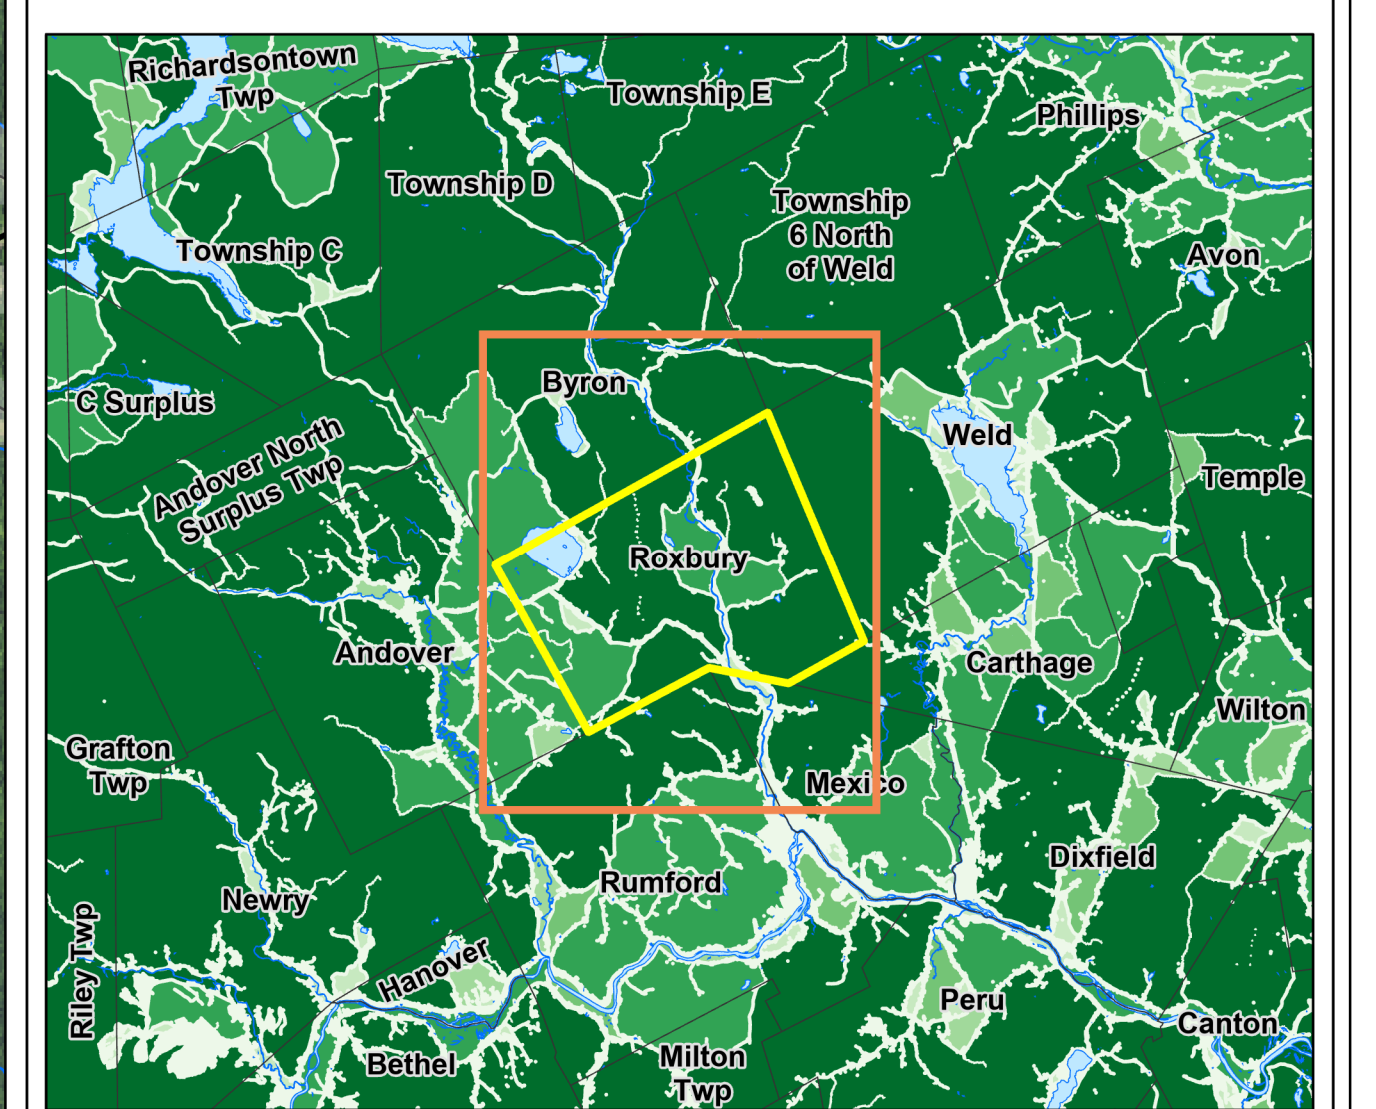 Richardsontown
Twp
Township E
Phillips
Township D
Township
6 North
of Weld
Township C
Avon
Byron
C Surplus
Weld
Andover North
Surplus Twp
Temple
Roxbury
Andover
Carthage
Wilton
Grafton
Twp
Mexico
Dixfield
Rumford
Newry
Riley Twp
Hanover
Peru
Canton
Bethel
Milton
Twp